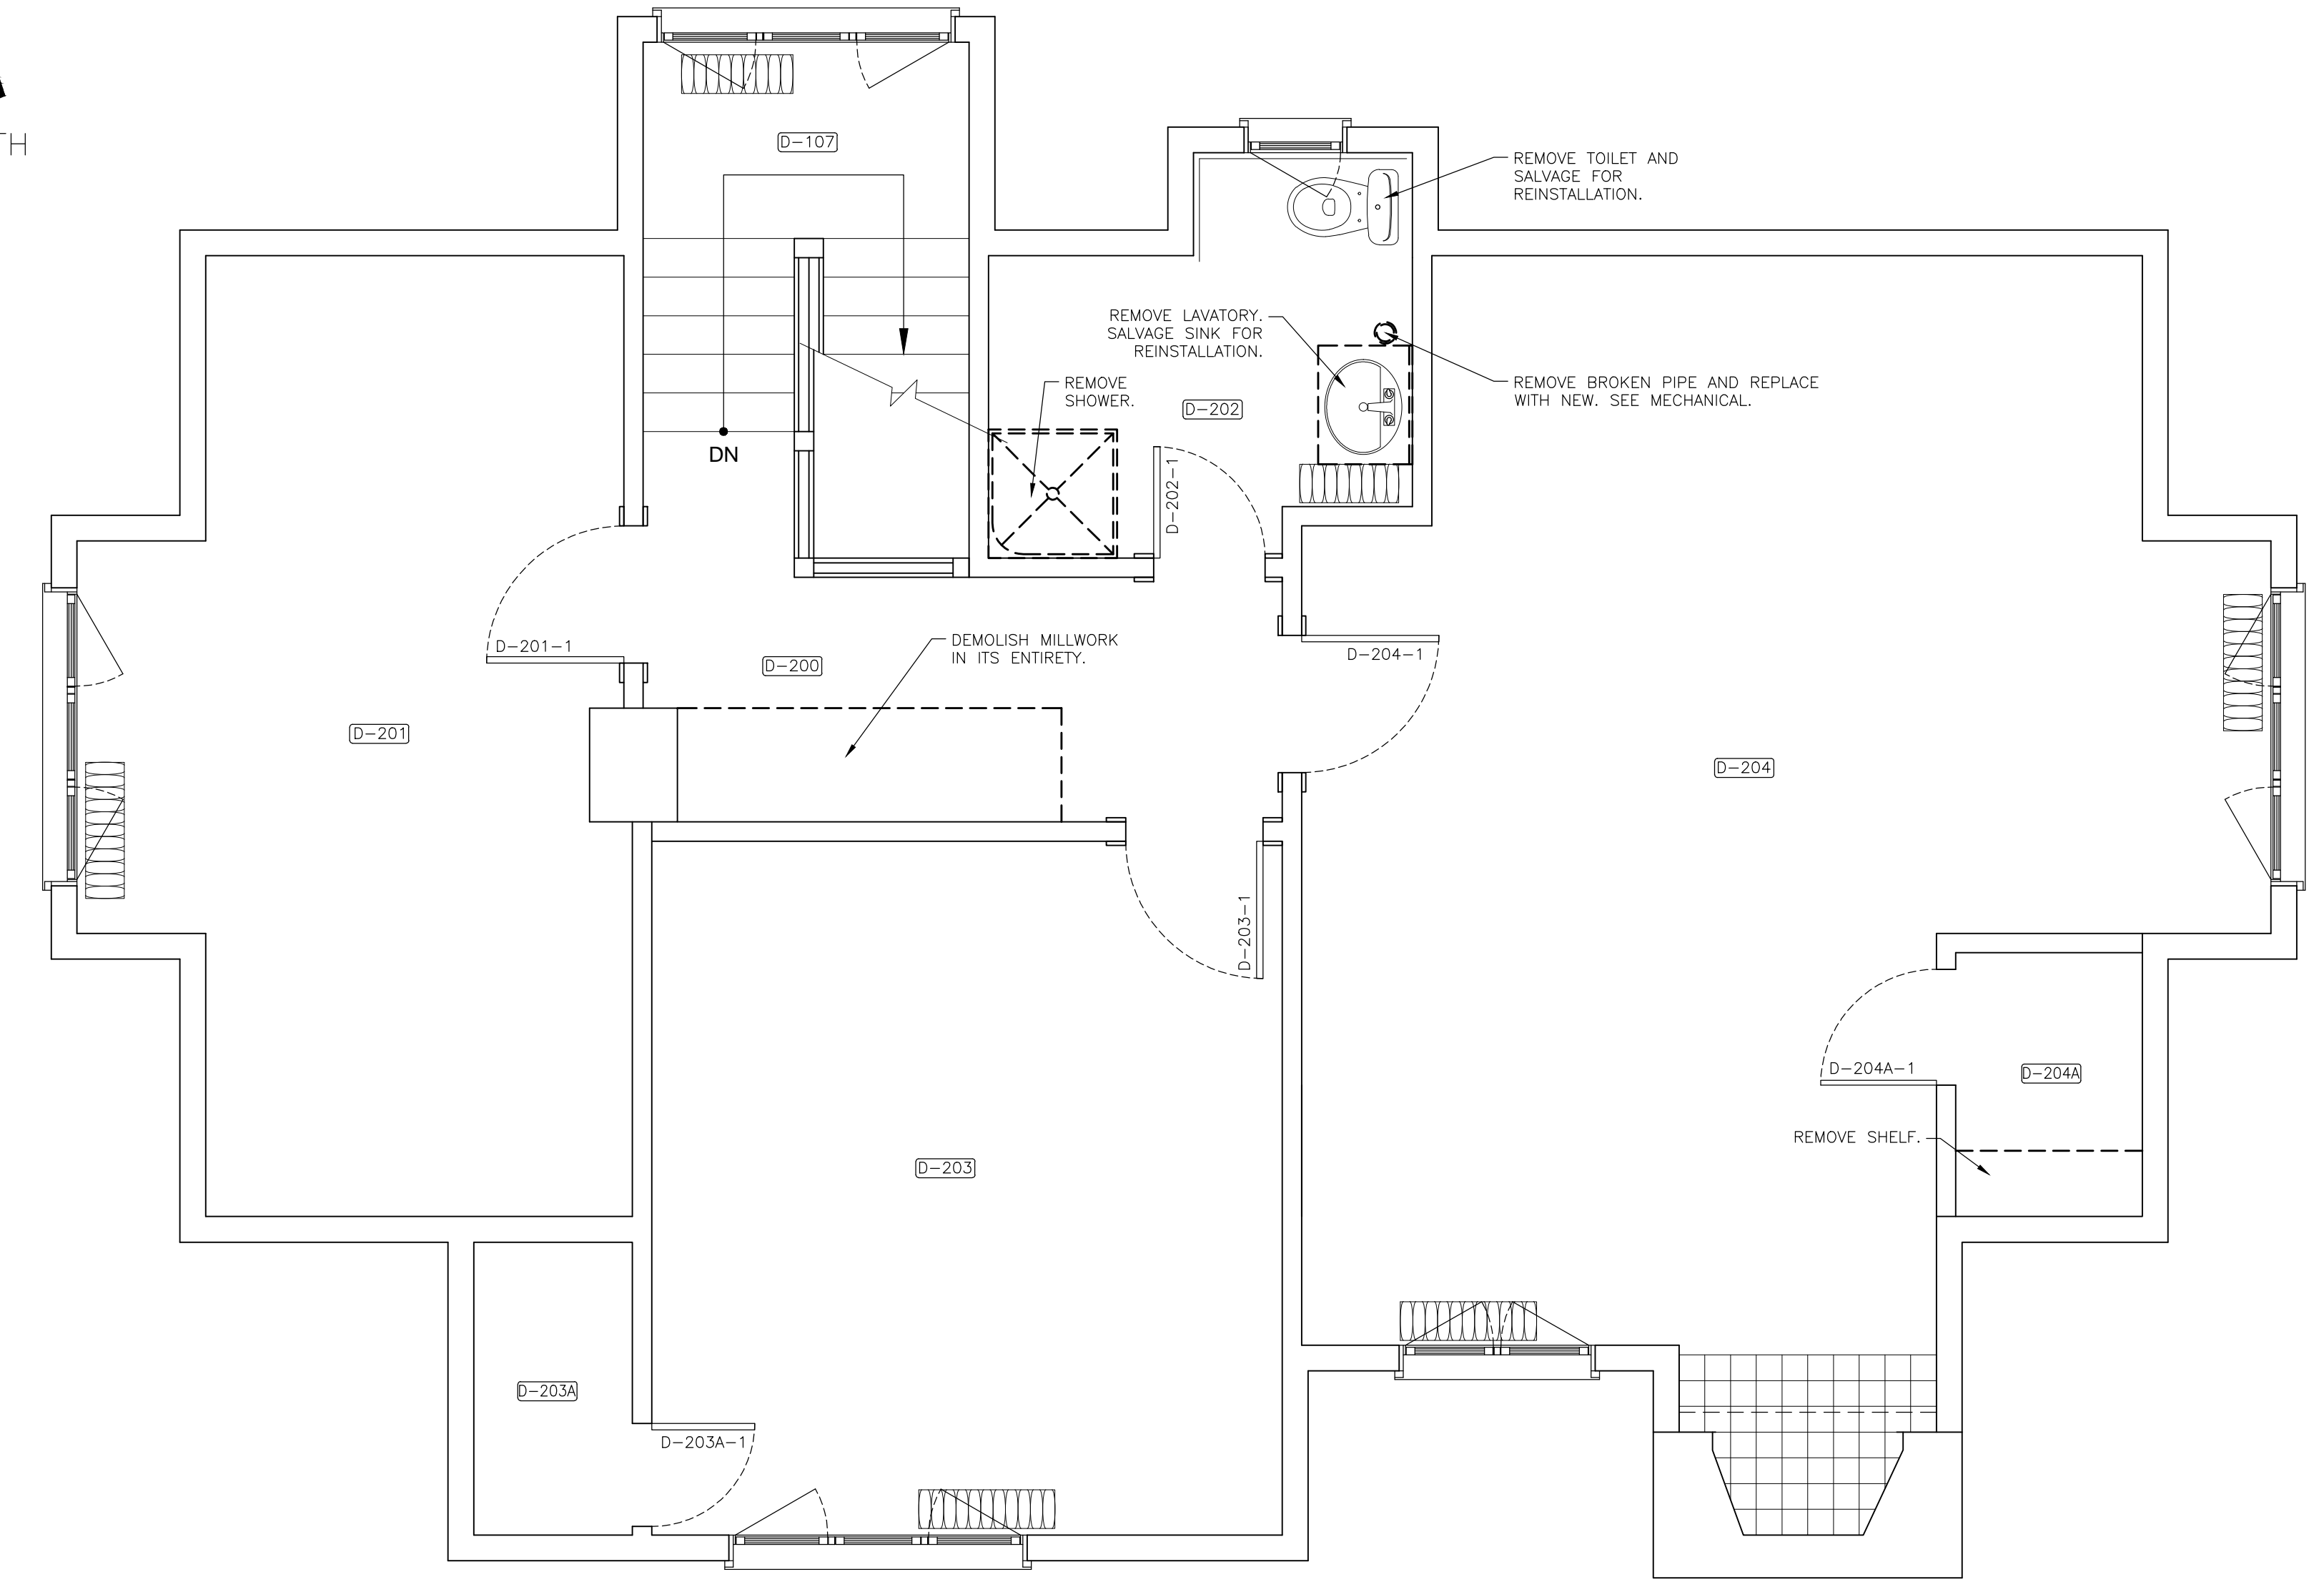 TH
D-107
REMOVE TOILET AND
SALVAGE FOR
REINSTALLATION.
REMOVE LAVATORY.
SALVAGE SINK FOR
REINSTALLATION.
REMOVE
SHOWER.
D-202
REMOVE BROKEN PIPE AND REPLACE
WITH NEW. SEE MECHANICAL.
DN
D-202-1
D-201-1
D-200
DEMOLISH MILLWORK
IN ITS ENTIRETY.
D-204-1
D-201
D-204
D-203-1
D-204A-1
D-204A
REMOVE SHELF.
D-203
D-203A
D-203A-1